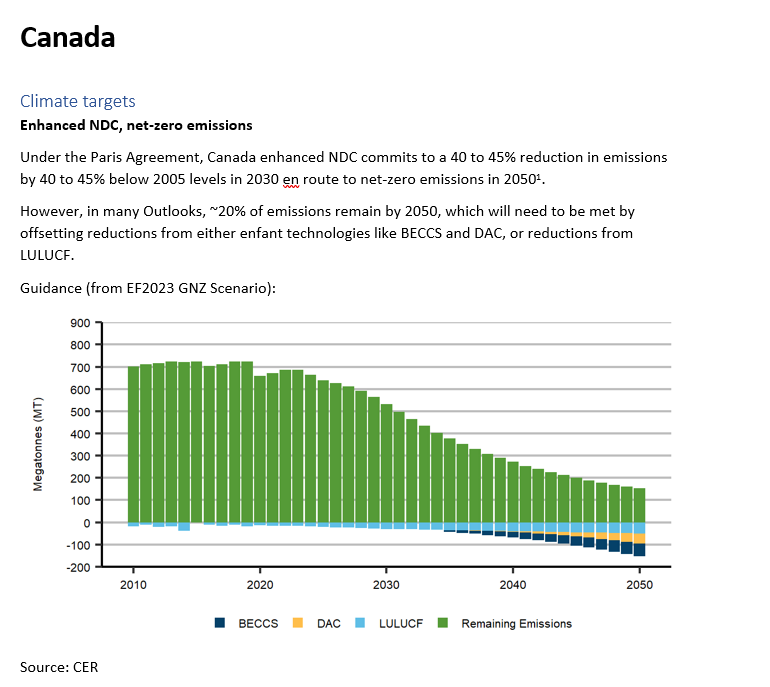 Canada
Climate targets
Enhanced NDC, net-zero emissions
Under the Paris Agreement, Canada enhanced NDC commits to a 40 to 45% reduction in emissions
by 40 to 45% below 2005 levels in 2030 en route to net-zero emissions in 2050¹.
However, in many Outlooks, ~20% of emissions remain by 2050, which will need to be met by
offsetting reductions from either enfant technologies like BECCS and DAC, or reductions from
LULUCF.
Guidance (from EF2023 GNZ Scenario):
900
800
700
600
500
400
300
200
100
0
-100
-200
Megatonnes (MT)
2010 2020 2030 2040 2050
BECCS DAC LULUCF Remaining Emissions
Source: CER